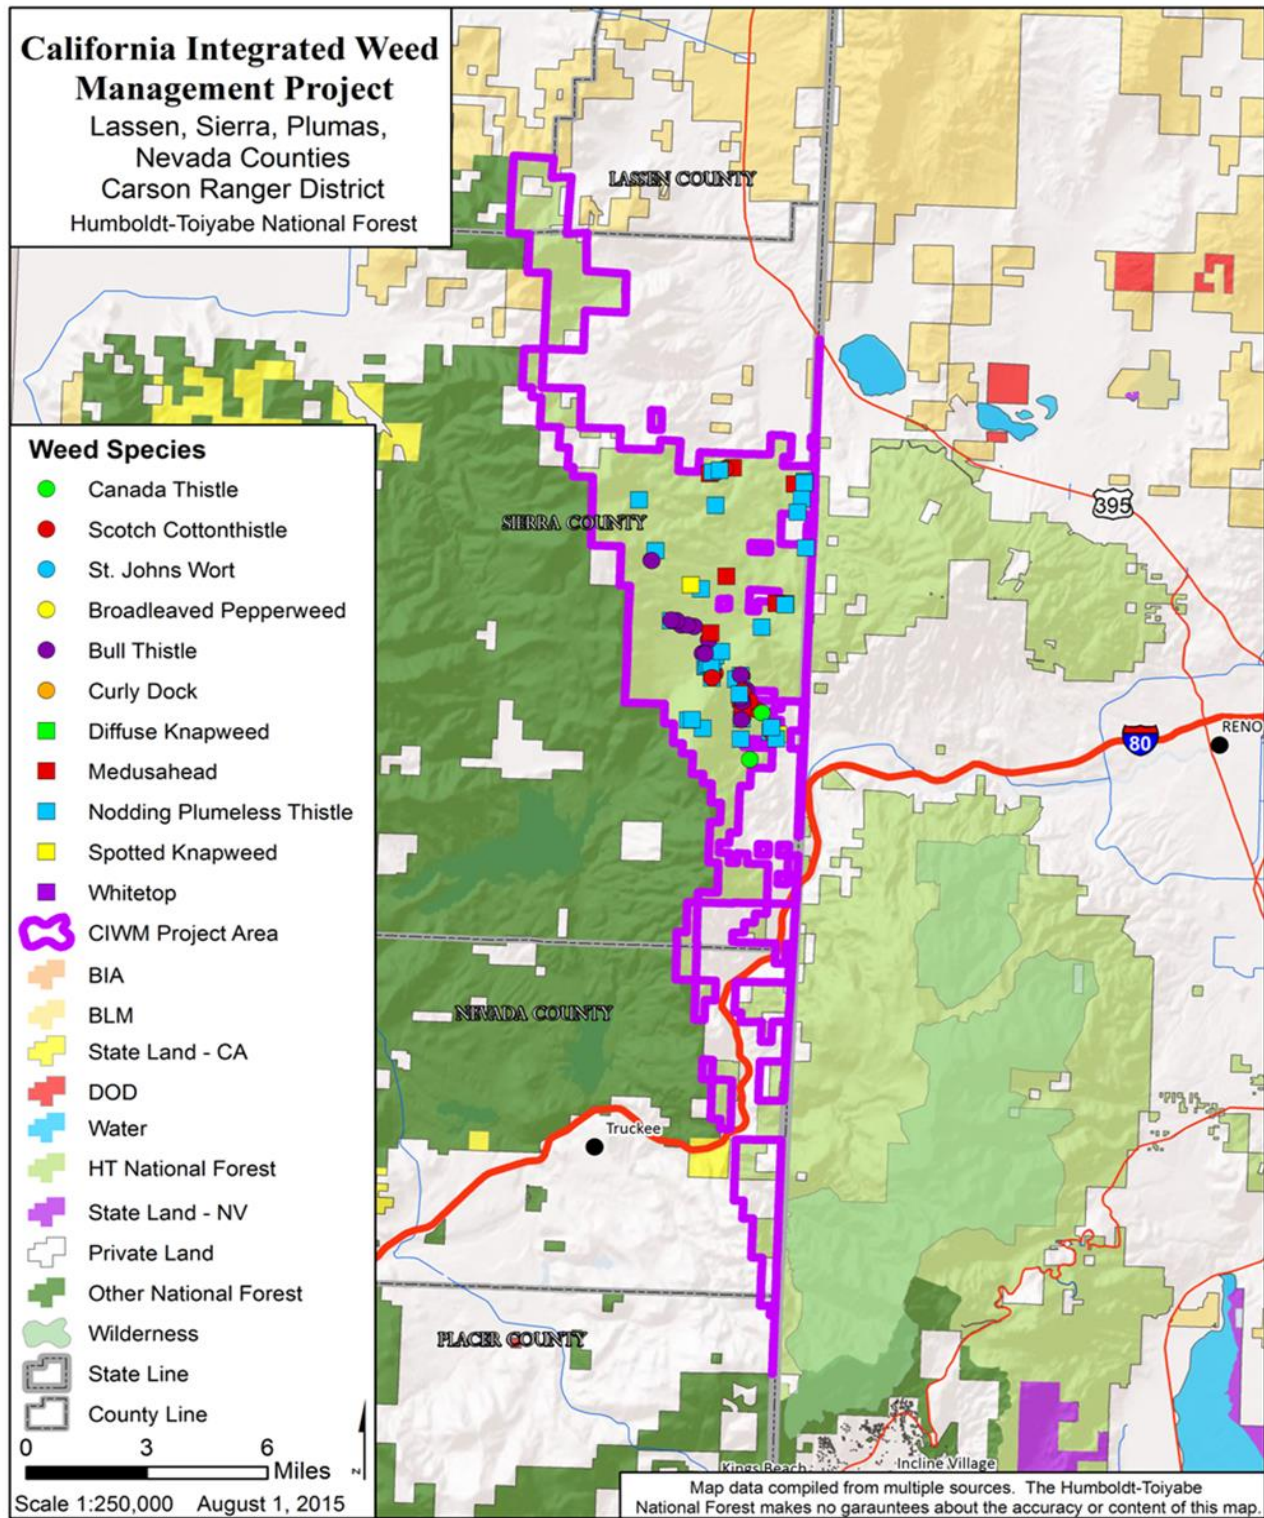 California Integrated Weed
Management Project
Lassen, Sierra, Plumas,
Nevada Counties
Carson Ranger District
Humboldt-Toiyabe National Forest
LASSEN COUNTY
Weed Species
Canada Thistle
Scotch Cottonthistle
St. Johns Wort
Broadleaved Pepperweed
Bull Thistle
Curly Dock
Diffuse Knapweed
Medusahead
Nodding Plumeless Thistle
Spotted Knapweed
Whitetop
CIWM Project Area
BIA
BLM
State Land - CA
DOD
Water
HT National Forest
State Land - NV
Private Land
Other National Forest
Wilderness
State Line
County Line
0 3 6
Miles
z
Scale 1:250,000 August 1, 2015
395
SIERRA COUNTY
80
RENO
NEVADA COUNTY
Truckee
PLACER COUNTY
Kings Beach
Incline Village
Map data compiled from multiple sources. The Humboldt-Toiyabe
National Forest makes no garauntees about the accuracy or content of this map.